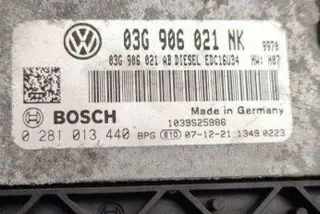 03G 906 021 NK 9970
03G 906 021 AB DIESEL EDC16U34 HW: H07
BOSCH
Made in Germany
1039S25986
0 281 013 440 BPG 810 07-12-21 1349 0223